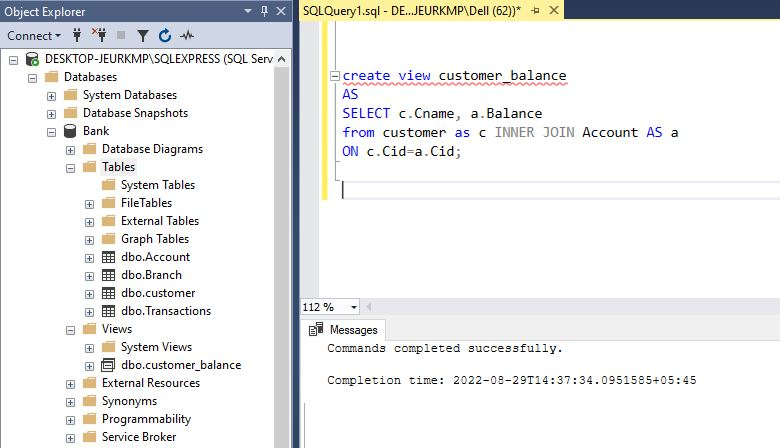 Object Explorer
Connect
DESKTOP-JEURKMP\SQLEXPRESS (SQL Serv
Databases
System Databases
Database Snapshots
Bank
Database Diagrams
Tables
System Tables
FileTables
External Tables
Graph Tables
dbo.Account
dbo.Branch
dbo.customer
dbo.Transactions
Views
System Views
dbo.customer_balance
External Resources
Synonyms
Programmability
Service Broker
SQLQuery1.sql - DE...JEURKMP\Dell (62))*
create view customer_balance
AS
SELECT c.Cname, a.Balance
from customer as c INNER JOIN Account AS a
ON c.Cid=a.Cid;
112 %
Messages
Commands completed successfully.
Completion time: 2022-08-29T14:37:34.0951585+05:45